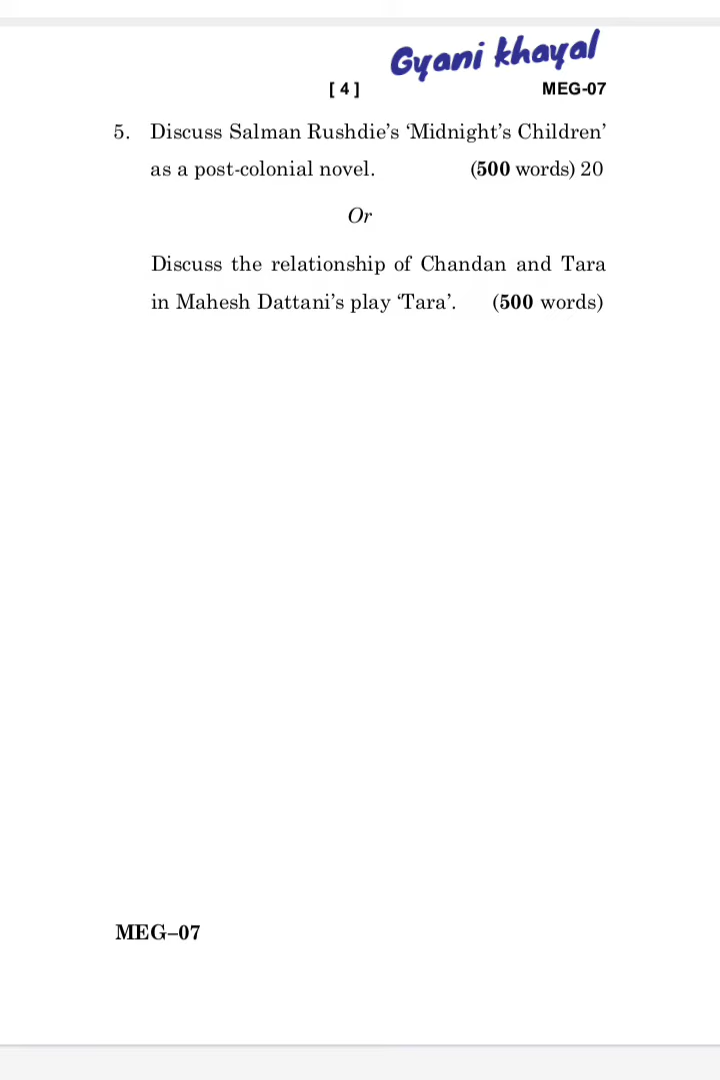 Gyani khayal
[ 4 ] MEG-07
5. Discuss Salman Rushdie's ‘Midnight's Children’
as a post-colonial novel. (500 words) 20
Or
Discuss the relationship of Chandan and Tara
in Mahesh Dattani's play ‘Tara’. (500 words)
MEG–07